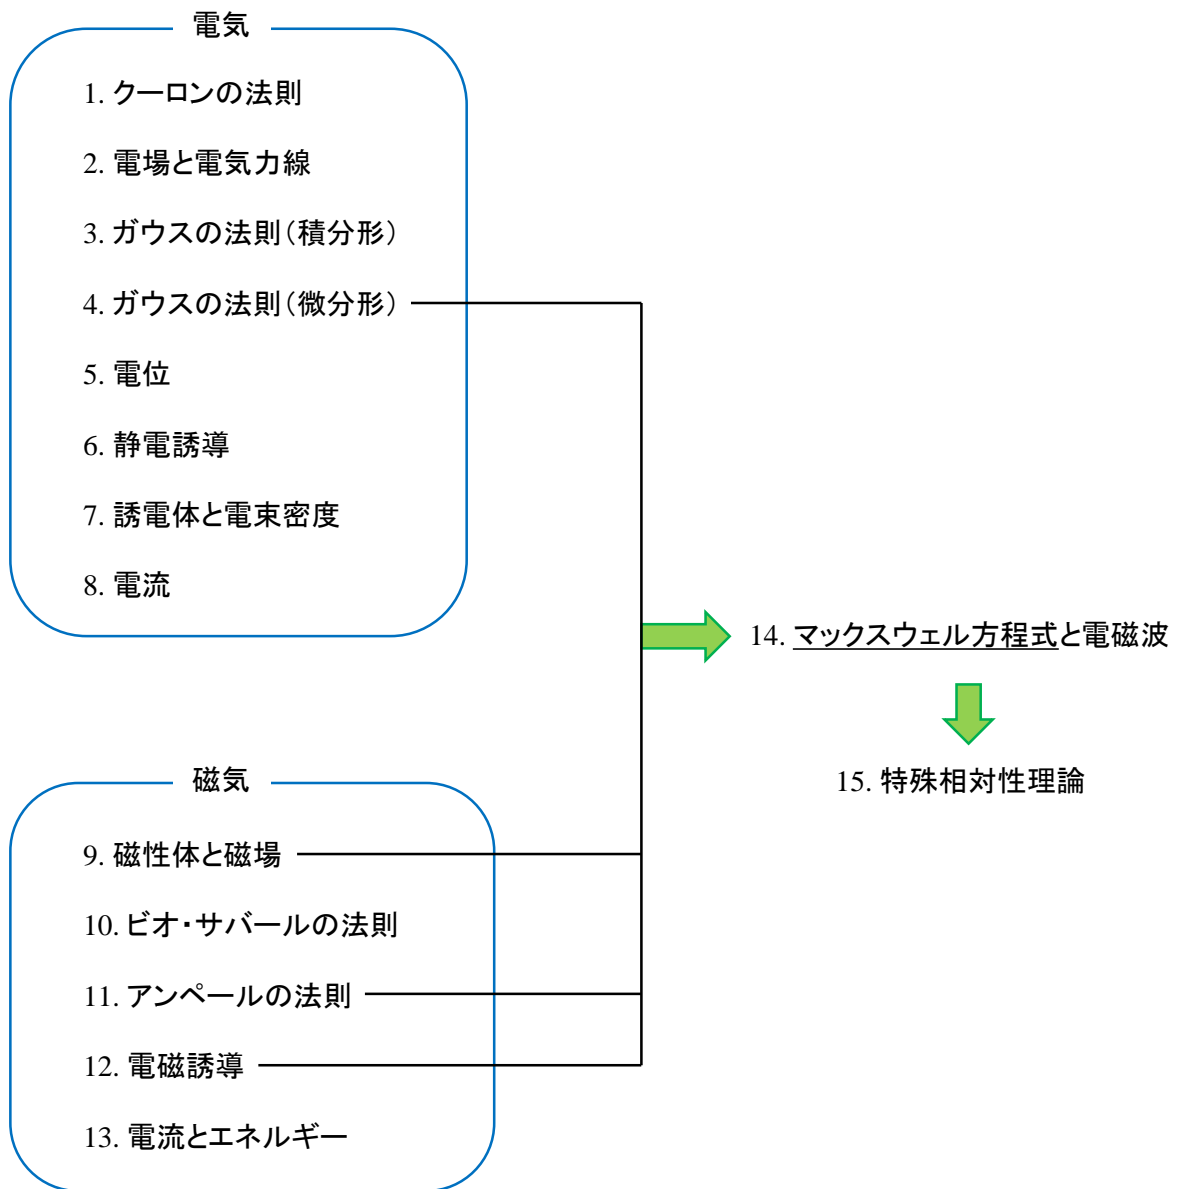 電気
1. クーロンの法則
2. 電場と電気力線
3. ガウスの法則(積分形)
4. ガウスの法則(微分形)
5. 電位
6. 静電誘導
7. 誘電体と電束密度
8. 電流
14. マックスウェル方程式と電磁波
15. 特殊相対性理論
磁気
9. 磁性体と磁場
10. ビオ・サバールの法則
11. アンペールの法則
12. 電磁誘導
13. 電流とエネルギー